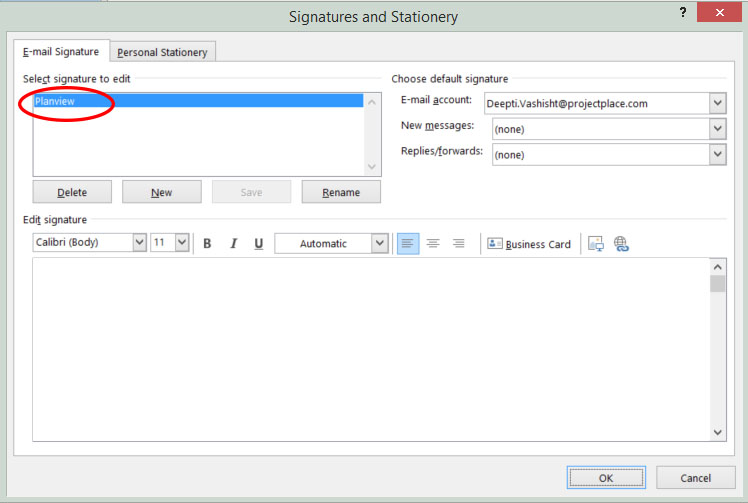 Signatures and Stationery
?
E-mail Signature
Personal Stationery
Select signature to edit
Choose default signature
Planview
E-mail account:
Deepti.Vashisht@projectplace.com
New messages:
(none)
Replies/forwards:
(none)
Delete
New
Save
Rename
Edit signature
Calibri (Body)
11
B
I
U
Automatic
Business Card
OK
Cancel